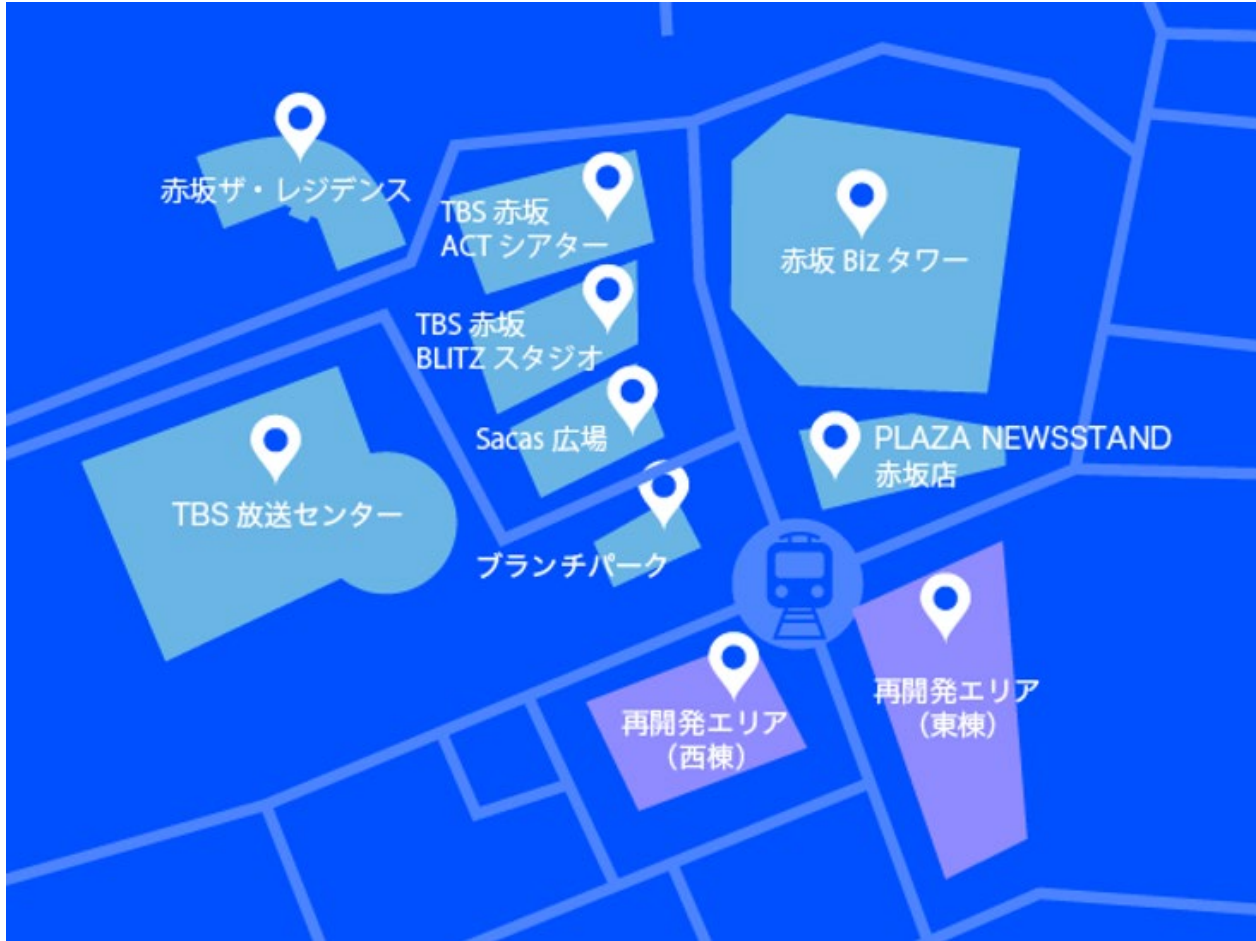 赤坂ザ・レジデンス
TBS 赤坂
ACT シアター
赤坂 Biz タワー
TBS 赤坂
BLITZ スタジオ
Sacas 広場
PLAZA NEWSSTAND
赤坂店
TBS 放送センター
ブランチパーク
再開発エリア
（東棟）
再開発エリア
（西棟）